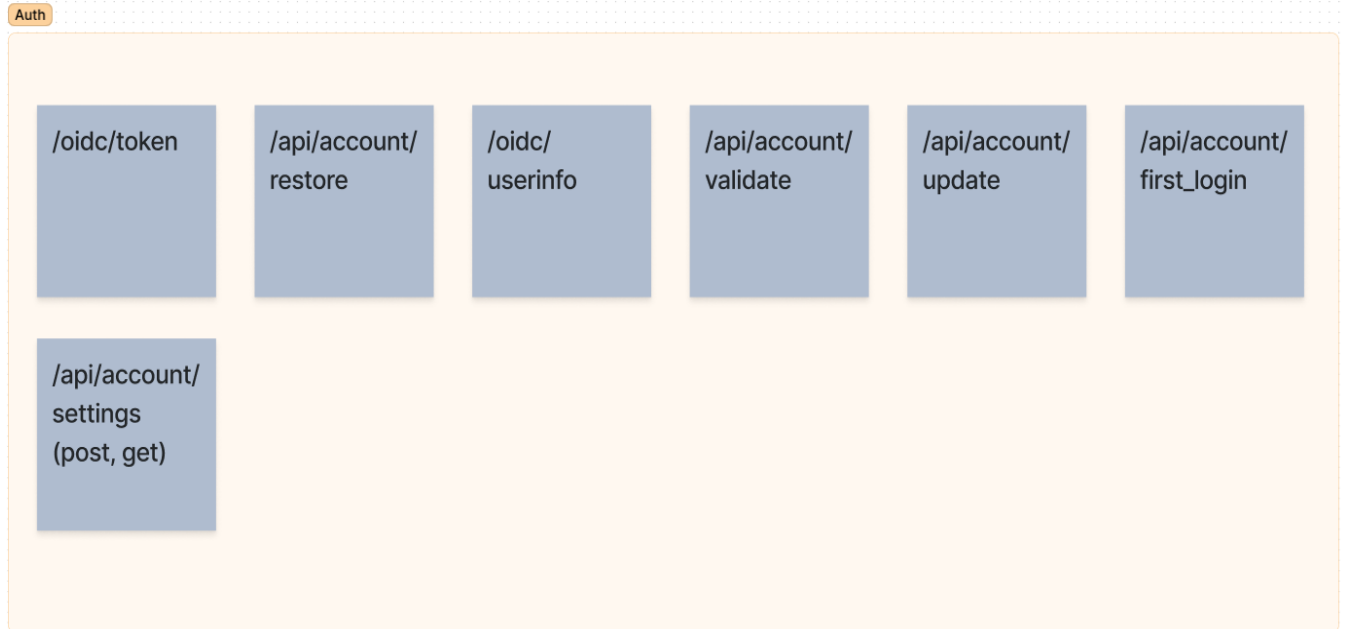 Auth
/oidc/token
/api/account/
restore
/oidc/
userinfo
/api/account/
validate
/api/account/
update
/api/account/
first_login
/api/account/
settings
(post, get)